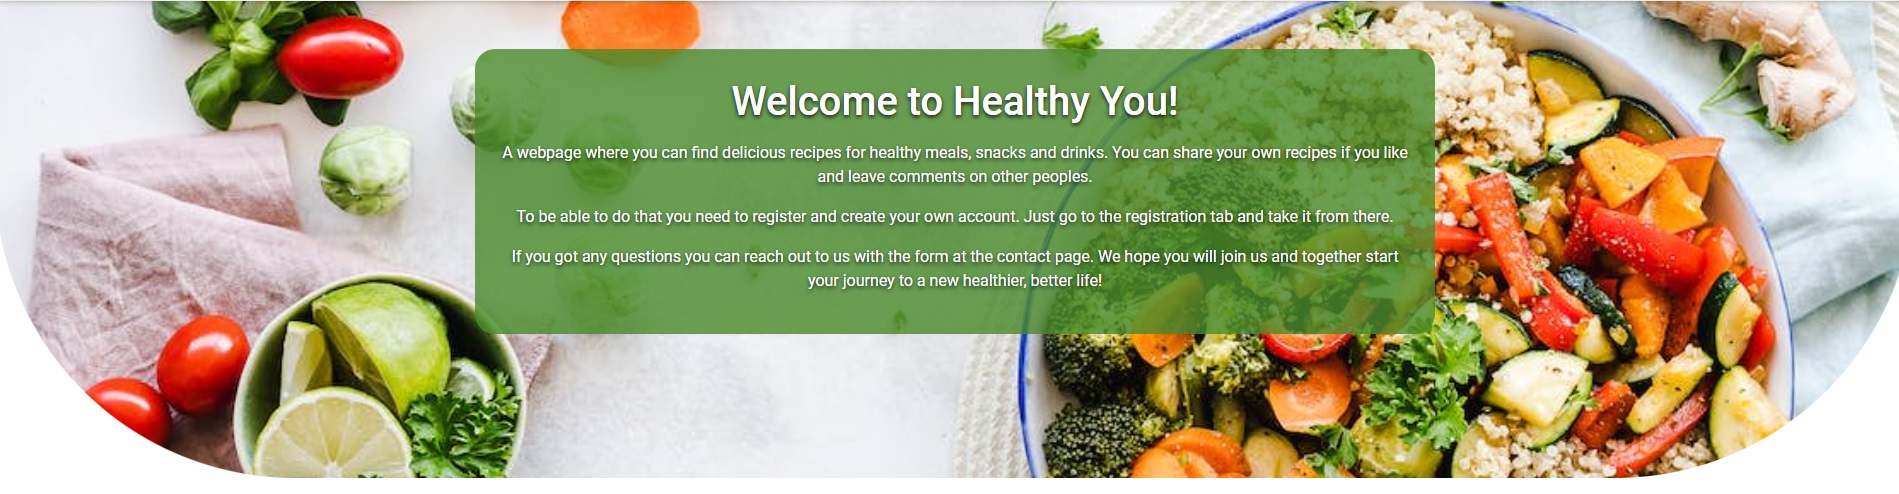 Welcome to Healthy You!
A webpage where you can find delicious recipes for healthy meals, snacks and drinks. You can share your own recipes if you like
and leave comments on other peoples.
To be able to do that you need to register and create your own account. Just go to the registration tab and take it from there.
If you got any questions you can reach out to us with the form at the contact page. We hope you will join us and together start
your journey to a new healthier, better life!